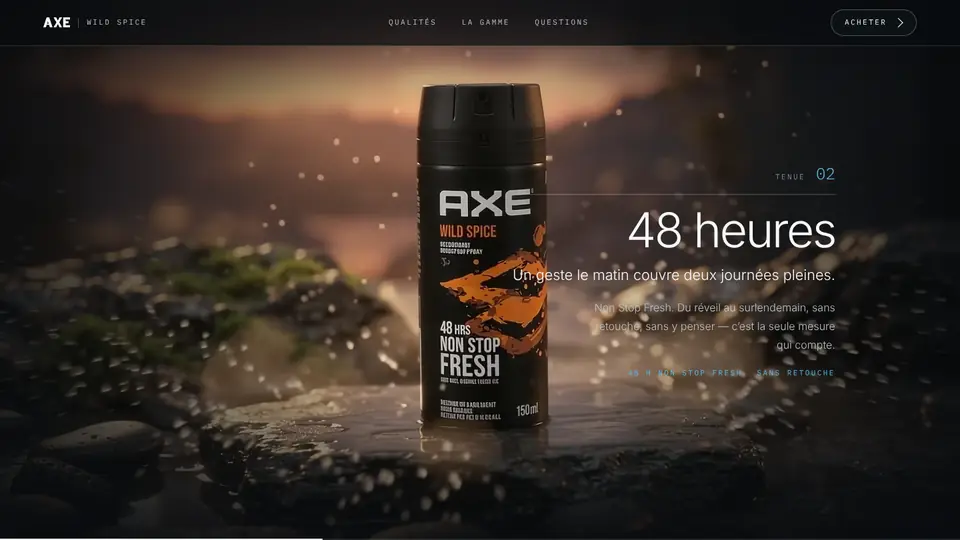 AXE WILD SPICE
QUALITÉS LA GAMME QUESTIONS
ACHETER
TENUE 02
48 heures
Un geste le matin couvre deux journées pleines.
Non Stop Fresh. Du réveil au surlendemain, sans
retouche, sans y penser — c'est la seule mesure
qui compte.
48 H NON STOP FRESH SANS RETOUCHE
AXE
WILD SPICE
48 HRS
NON STOP
FRESH
150 ml